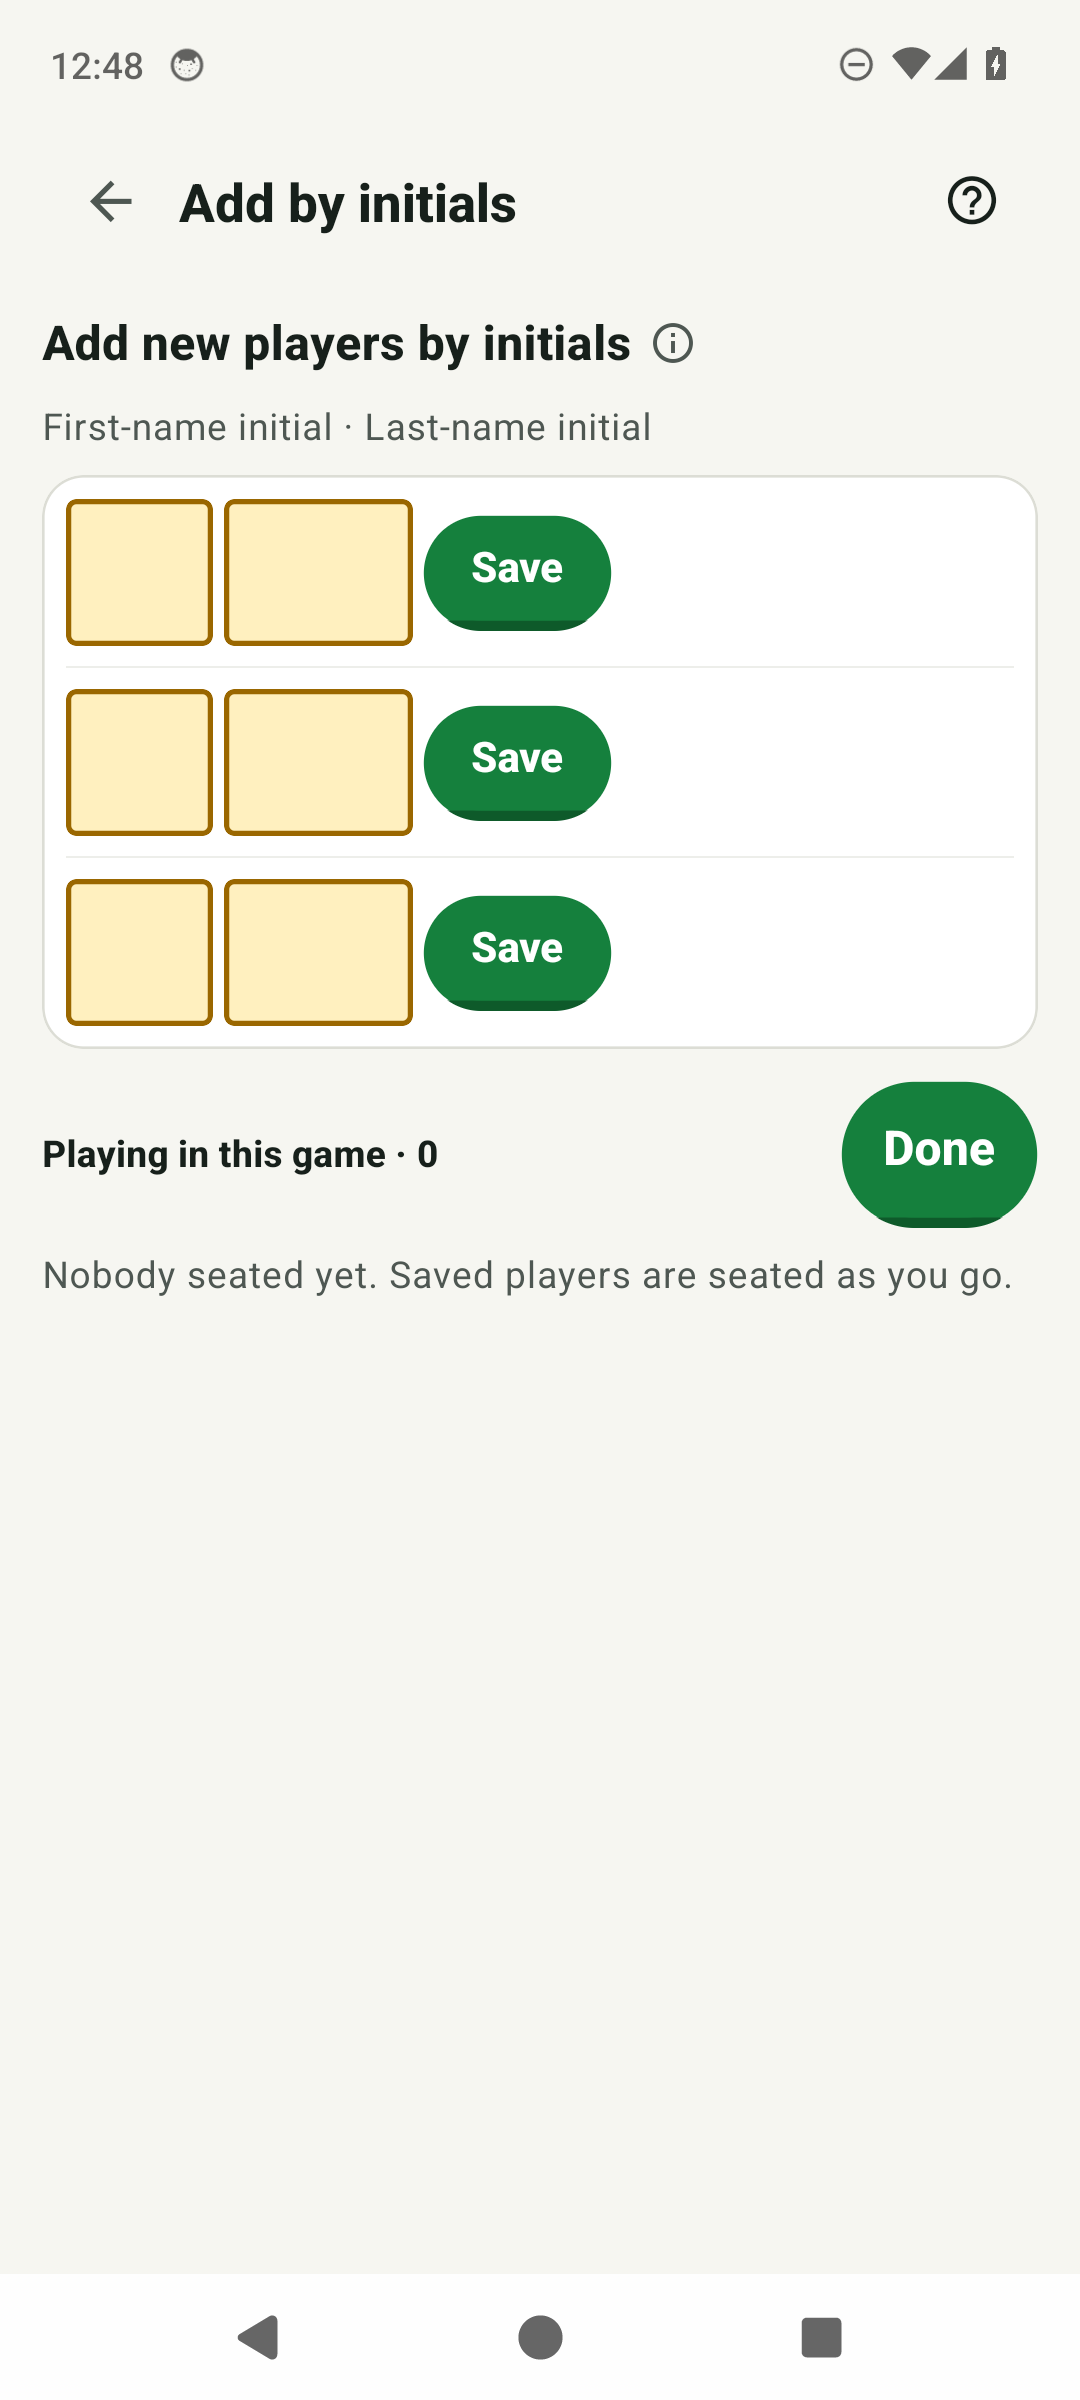 12:48
Add by initials
Add new players by initials
First-name initial · Last-name initial
Save
Save
Save
Playing in this game · 0
Done
Nobody seated yet. Saved players are seated as you go.